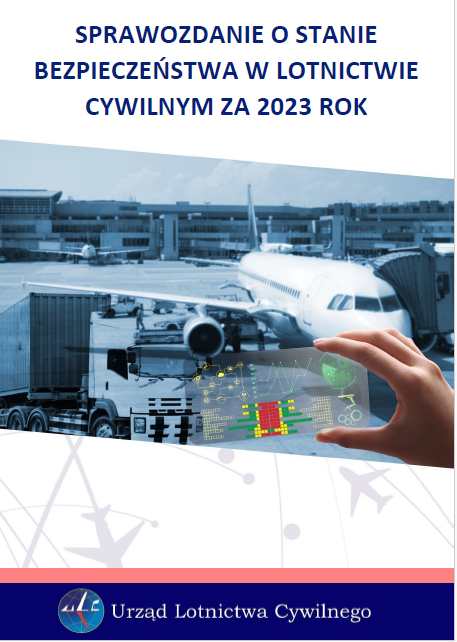 SPRAWOZDANIE O STANIE
BEZPIECZEŃSTWA W LOTNICTWIE
CYWILNYM ZA 2023 ROK
Urząd Lotnictwa Cywilnego